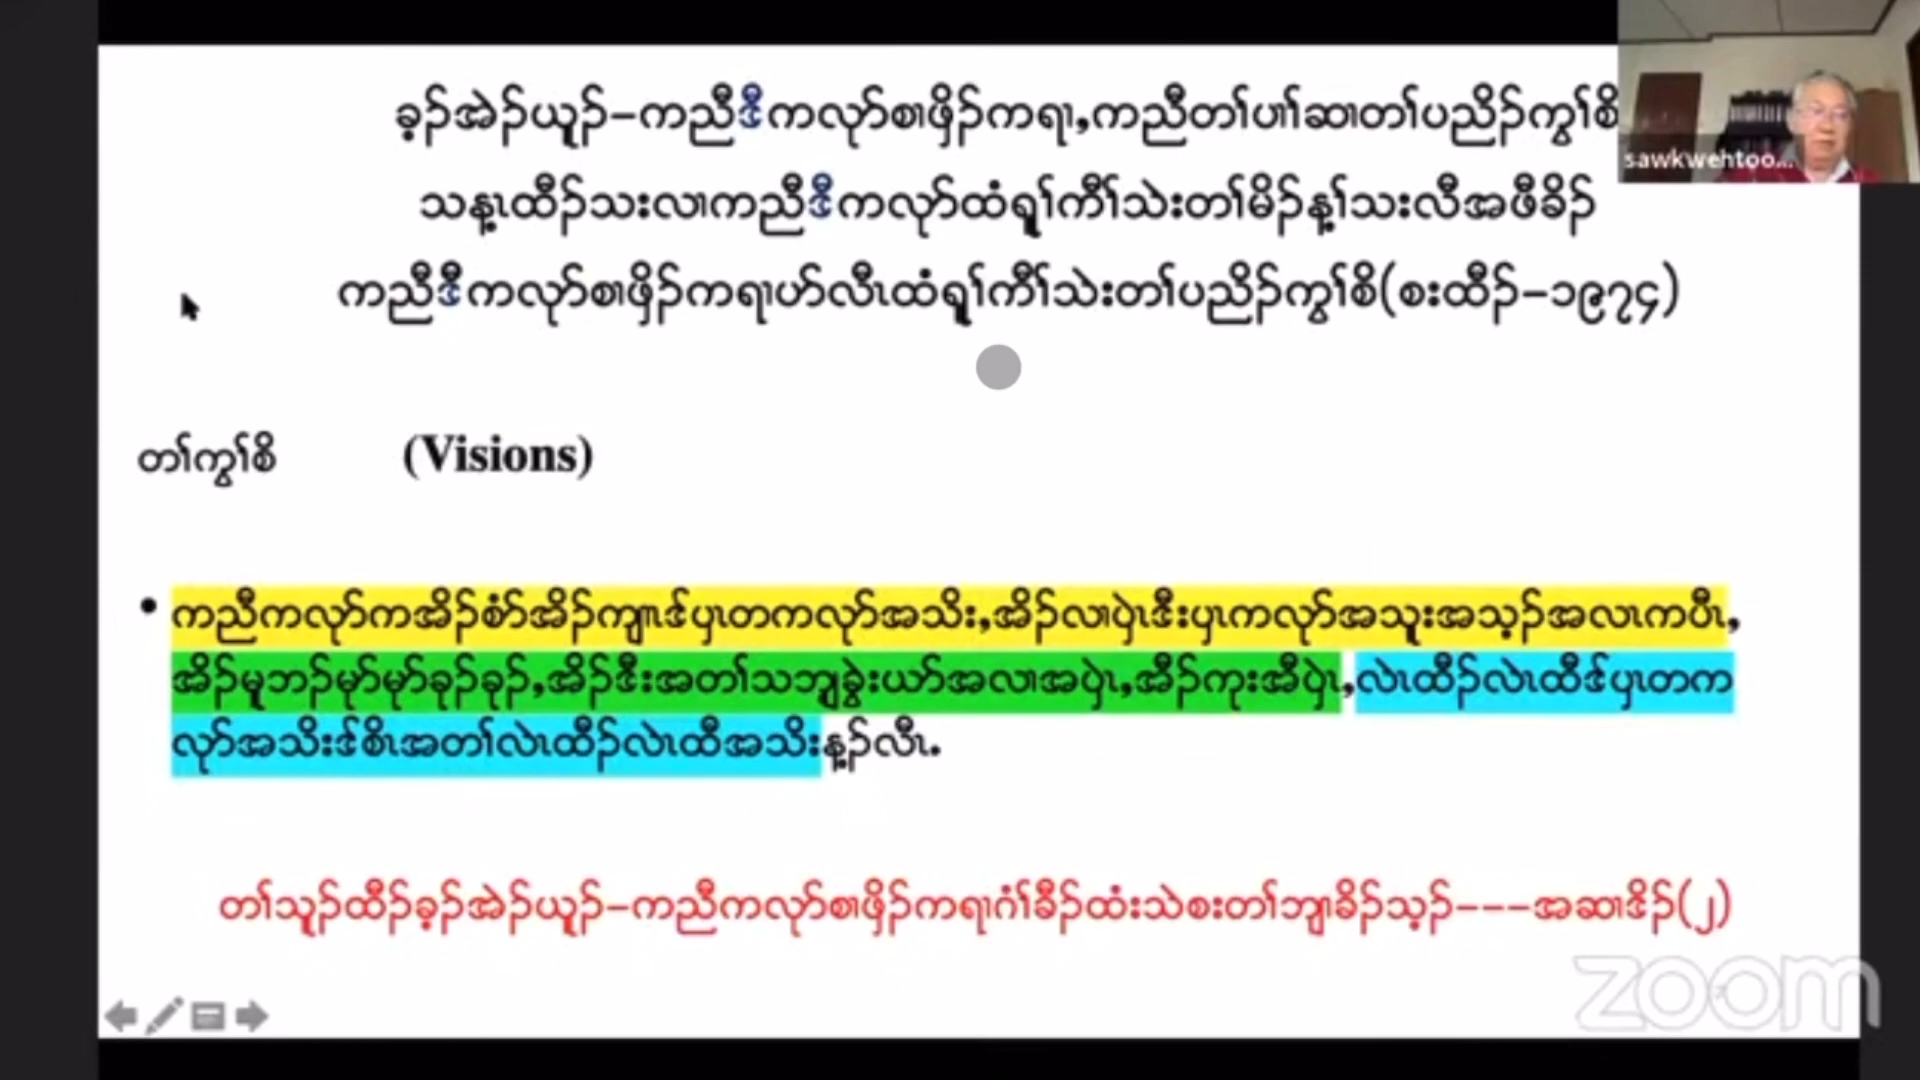 ခ့ၣ်အဲၣ်ယူၣ်–ကညီဒီကလုာ်စၢဖှိၣ်ကရၢ,ကညီတၢ်ပၢၢ်ဆၢတၢ်ပညိၣ်ကွၢ်စိ
sawkwehtoo...
သန့ၤထီၣ်သးလၢကညီဒီကလုာ်ထံရူၢ်ကီၢ်သဲးတၢ်မိၣ်န့ၢ်သးလီအဖီခိၣ်
ကညီဒီကလုာ်စၢဖှိၣ်ကရၢဟ်လီၤထံရူၢ်ကီၢ်သဲးတၢ်ပညိၣ်ကွၢ်စိ(စးထီၣ်–၁၉၇၄)
တၢ်ကွၢ်စိ (Visions)
• ကညီကလုာ်ကအိၣ်စံာ်အိၣ်ကျၤဒ်ပှၤတကလုာ်အသိး,အိၣ်လၢပှဲၤဒီးပှၤကလုာ်အသူးအသ့ၣ်အလၤကပီၤ,
အိၣ်မူဘၣ်မုာ်မုာ်ခုၣ်ခုၣ်,အိၣ်ဒီးအတၢ်သဘျ့ခွဲးယာ်အလၢအပှဲၤ,အီၣ်ကုးအီပှဲၤ,လဲၤထီၣ်လဲၤထီဒ်ပှၤတက
လုာ်အသိးဒ်စိၤအတၢ်လဲၤထီၣ်လဲၤထီအသိးန့ၣ်လီၤ.
တၢ်သူၣ်ထီၣ်ခ့ၣ်အဲၣ်ယူၣ်–ကညီကလုာ်စၢဖှိၣ်ကရၢဂံၢ်ခီၣ်ထံးသဲစးတၢ်ဘျၢခိၣ်သ့ၣ်---အဆၢဒိၣ်(၂)
zoom